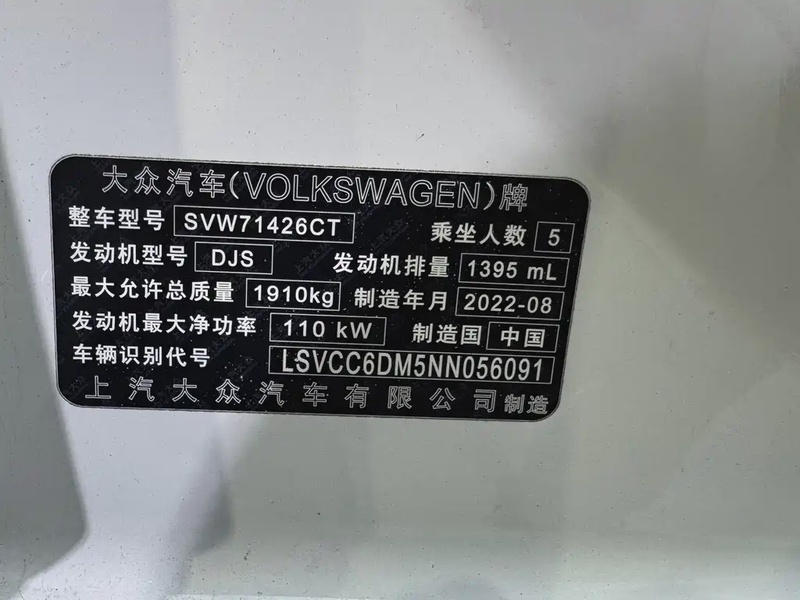 大众汽车(VOLKSWAGEN)牌
整车型号 SVW71426CT 乘坐人数 5
发动机型号 DJS 发动机排量 1395 mL
最大允许总质量 1910kg 制造年月 2022-08
发动机最大净功率 110 kW 制造国 中国
车辆识别代号 LSVCC6DM5NN056091
上汽大众汽车有限公司制造